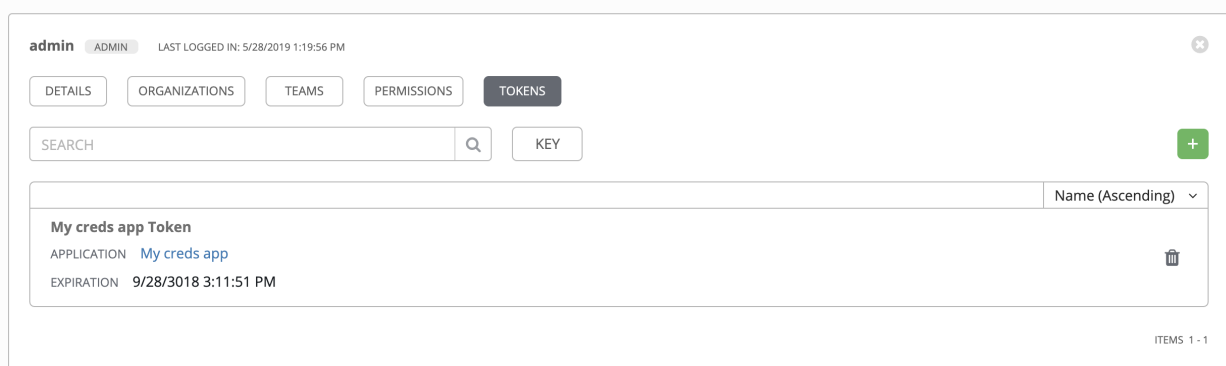 admin ADMIN LAST LOGGED IN: 5/28/2019 1:19:56 PM
DETAILS ORGANIZATIONS TEAMS PERMISSIONS TOKENS
SEARCH KEY +
Name (Ascending)
My creds app Token
APPLICATION My creds app
EXPIRATION 9/28/3018 3:11:51 PM
ITEMS 1 - 1